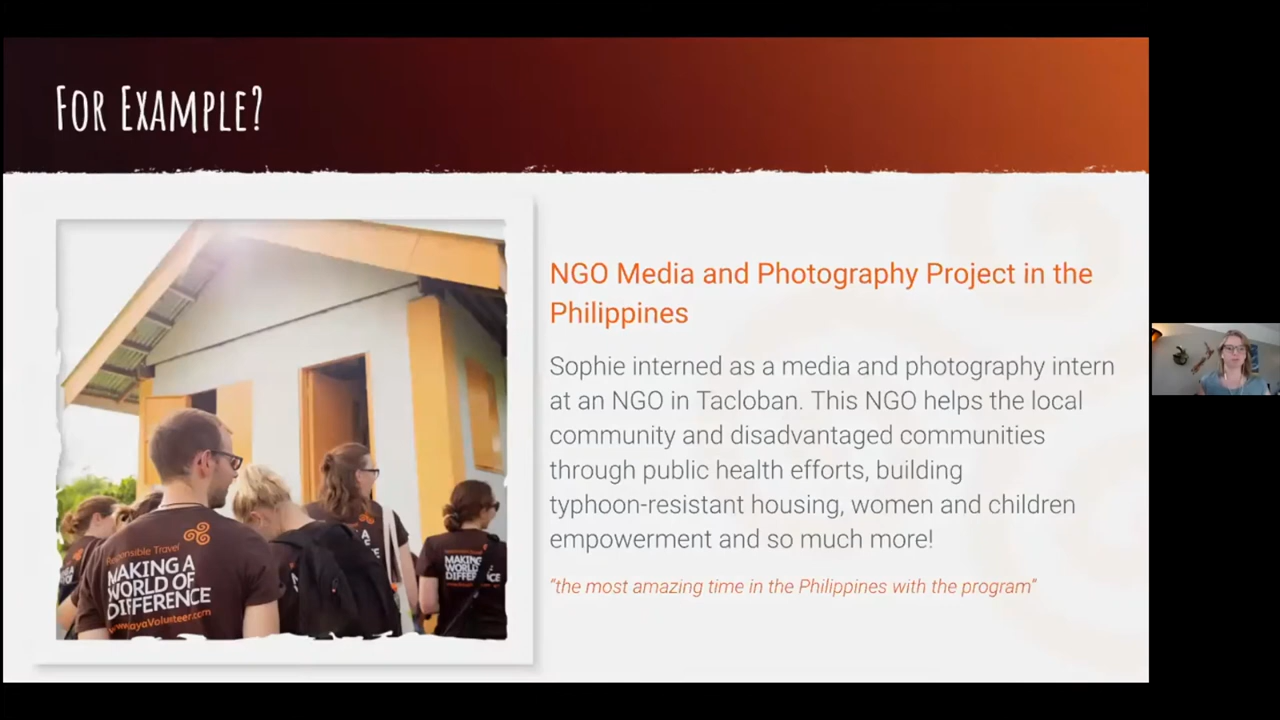 FOR EXAMPLE?
NGO Media and Photography Project in the
Philippines
Sophie interned as a media and photography intern
at an NGO in Tacloban. This NGO helps the local
community and disadvantaged communities
through public health efforts, building
typhoon-resistant housing, women and children
empowerment and so much more!
"the most amazing time in the Philippines with the program"
Responsible Travel
MAKING A
WORLD OF
DIFFERENCE
MAKING
WORLD